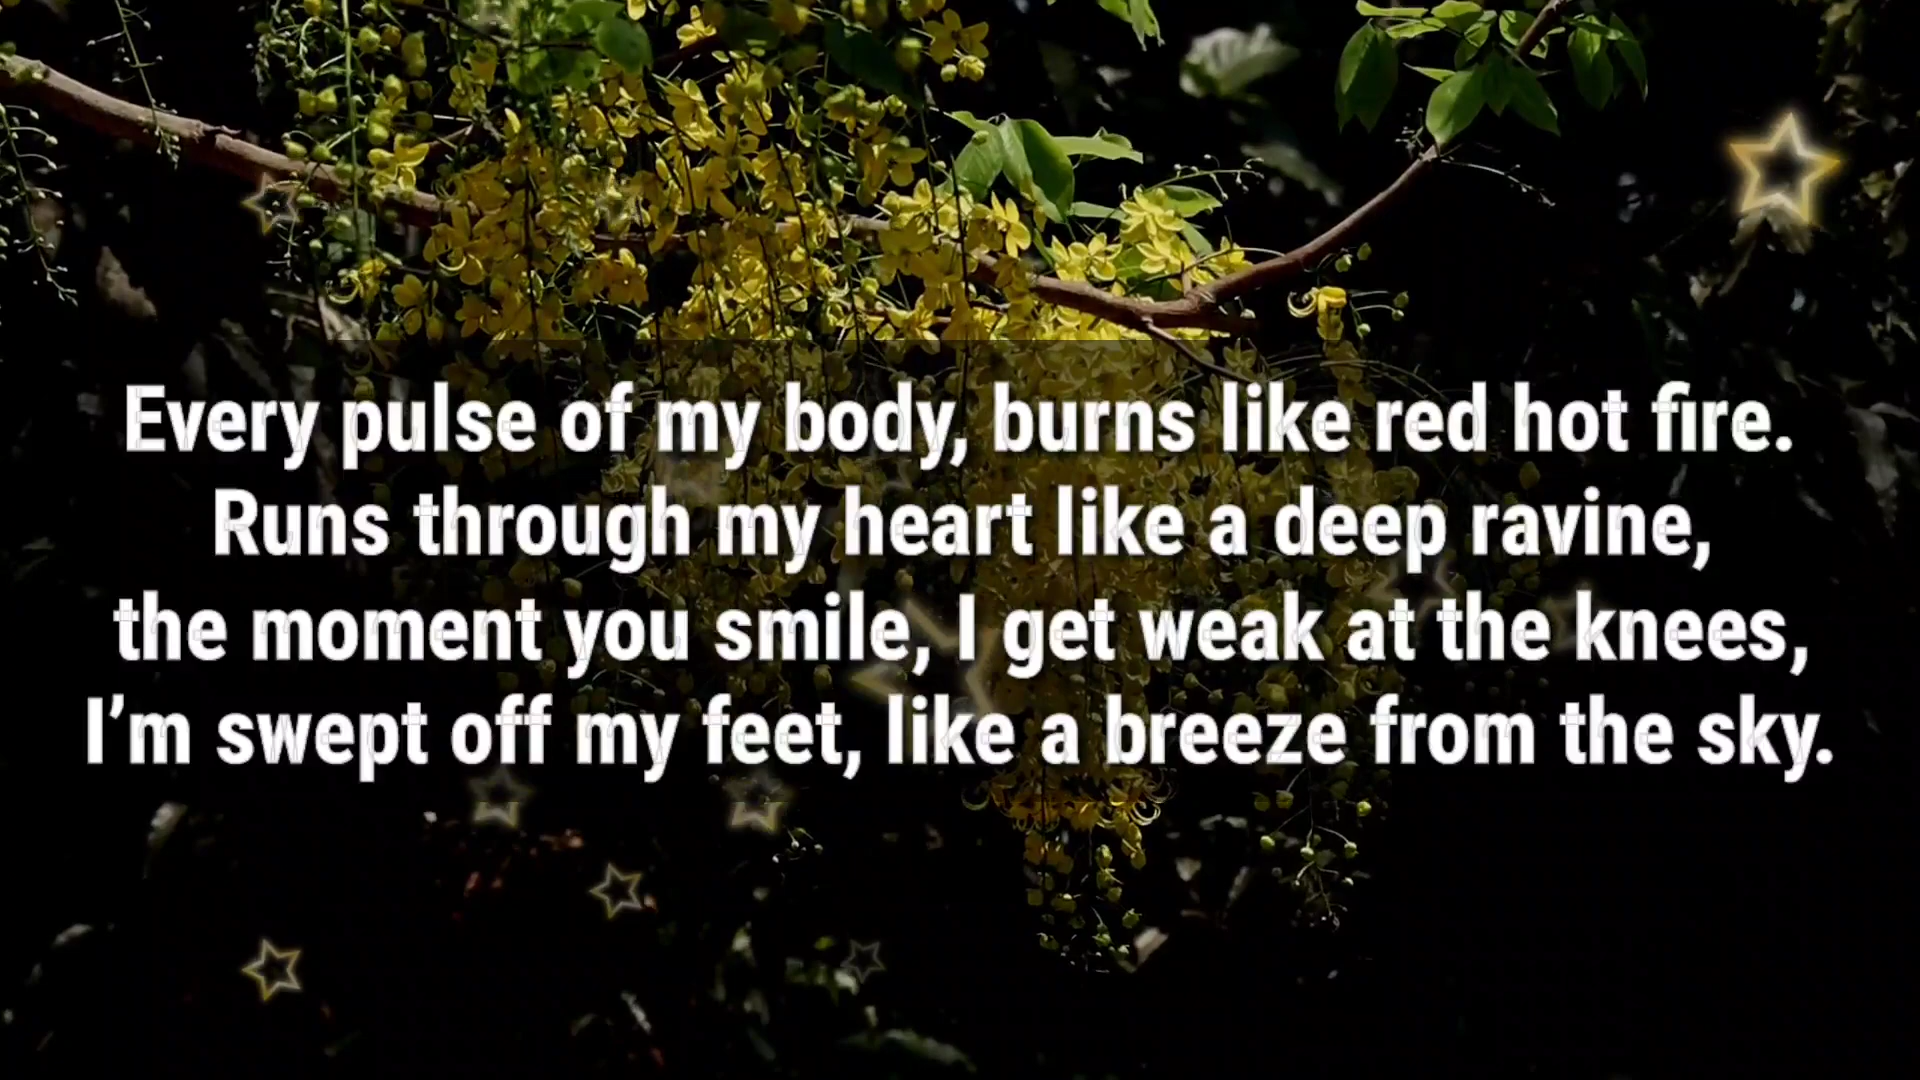 Every pulse of my body, burns like red hot fire.
Runs through my heart like a deep ravine,
the moment you smile, I get weak at the knees,
I’m swept off my feet, like a breeze from the sky.